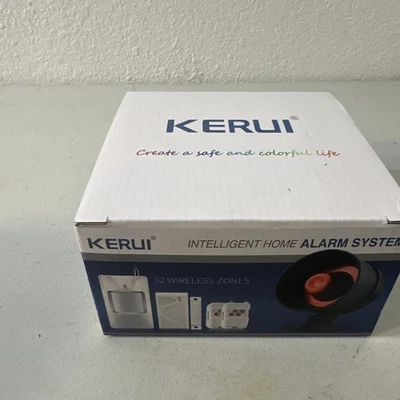 KERUI®
Create a safe and colorful life
KERUI® INTELLIGENT HOME ALARM SYSTEM
32 WIRELESS ZONES